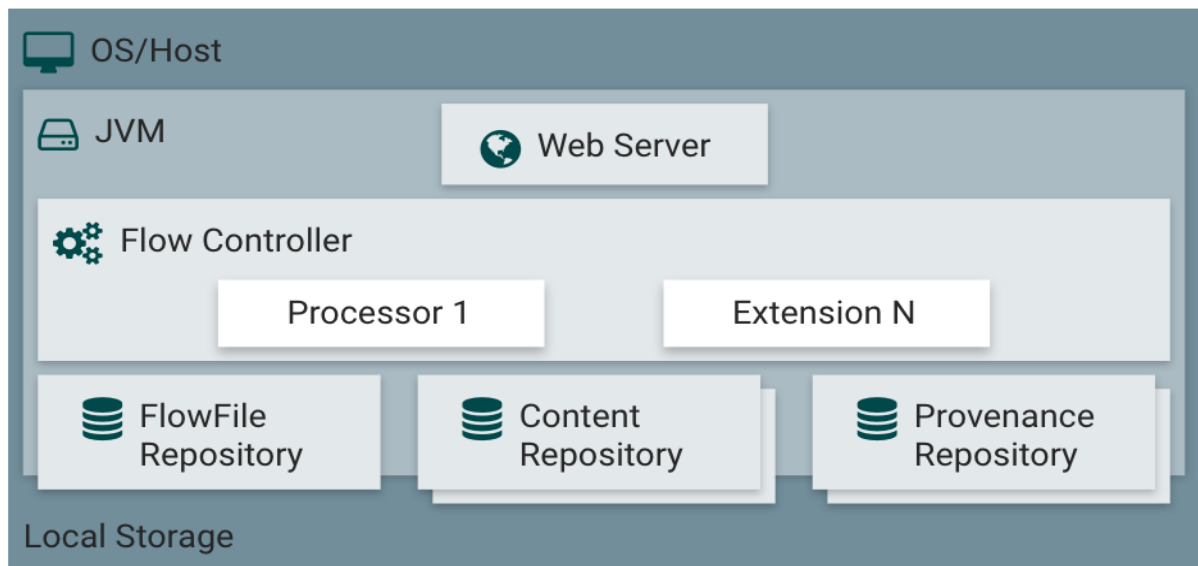 OS/Host
JVM
Web Server
Flow Controller
Processor 1
Extension N
FlowFile
Repository
Content
Repository
Provenance
Repository
Local Storage